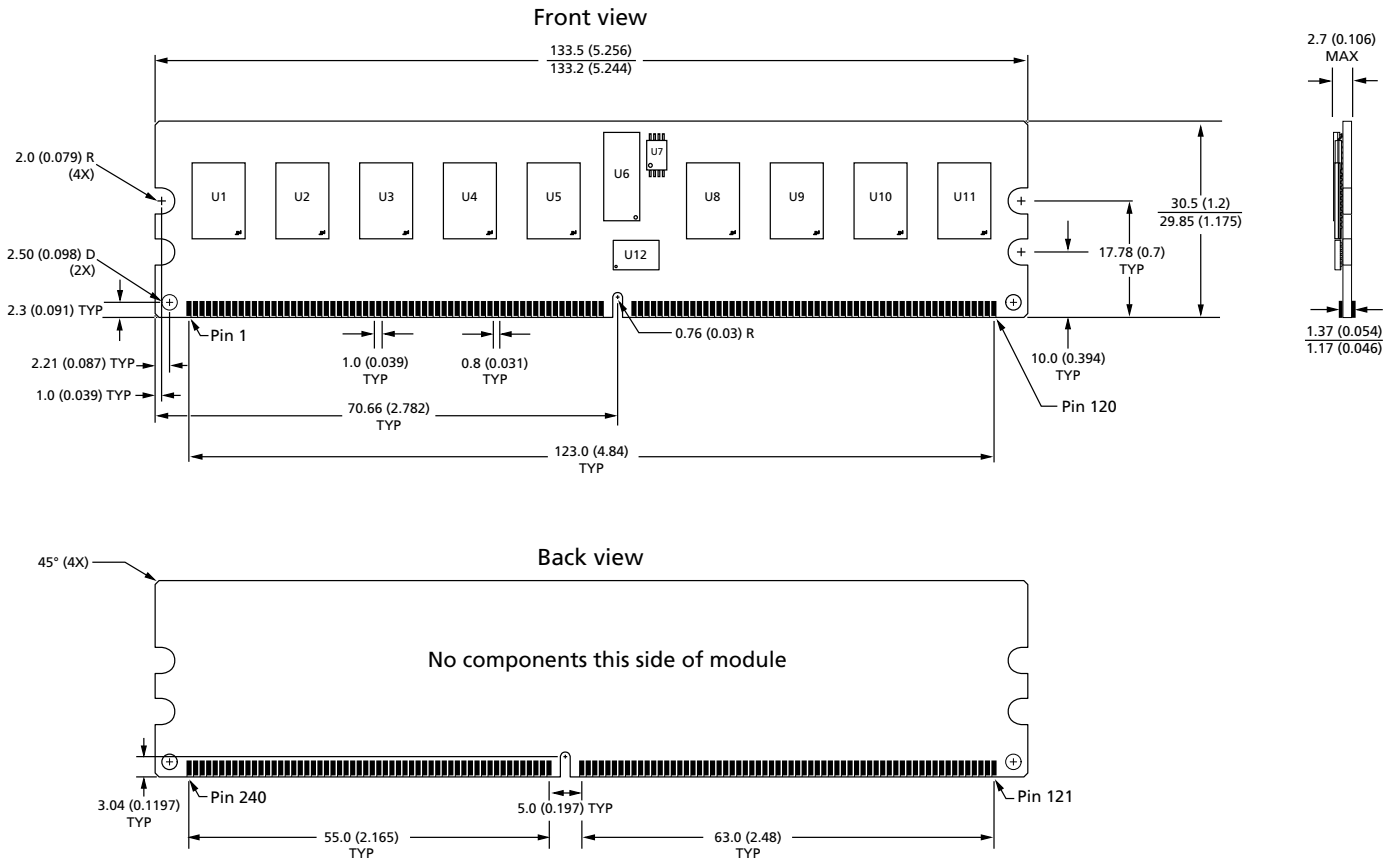 Front view
133.5 (5.256)
133.2 (5.244)
2.7 (0.106)
MAX
2.0 (0.079) R
(4X)
U1
U2
U3
U4
U5
U6
U7
U8
U9
U10
U11
U12
30.5 (1.2)
29.85 (1.175)
17.78 (0.7)
TYP
2.50 (0.098) D
(2X)
2.3 (0.091) TYP
Pin 1
0.76 (0.03) R
1.37 (0.054)
1.17 (0.046)
2.21 (0.087) TYP
1.0 (0.039)
TYP
0.8 (0.031)
TYP
10.0 (0.394)
TYP
1.0 (0.039) TYP
70.66 (2.782)
TYP
Pin 120
123.0 (4.84)
TYP
Back view
45° (4X)
No components this side of module
3.04 (0.1197)
TYP
Pin 240
5.0 (0.197) TYP
Pin 121
55.0 (2.165)
TYP
63.0 (2.48)
TYP